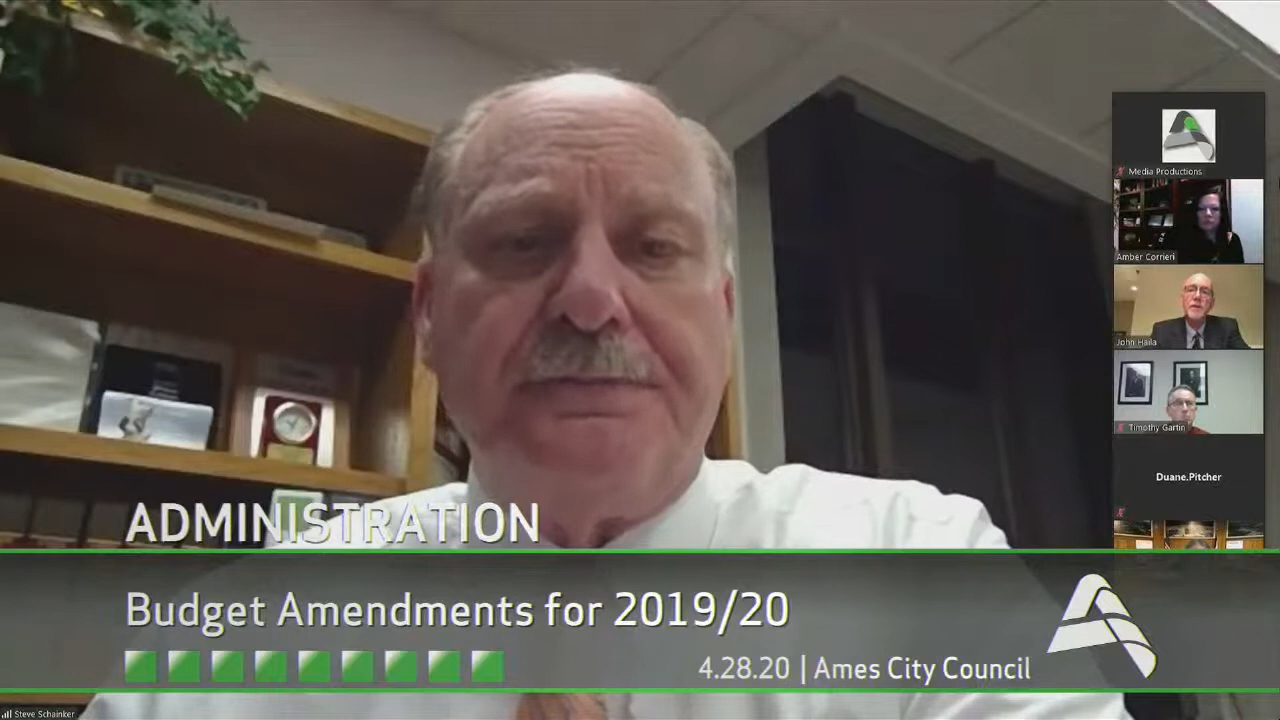 Media Productions
Amber Corrieri
John Haila
Timothy Gartin
Duane.Pitcher
ADMINISTRATION
Budget Amendments for 2019/20
4.28.20 | Ames City Council
Steve Schainker